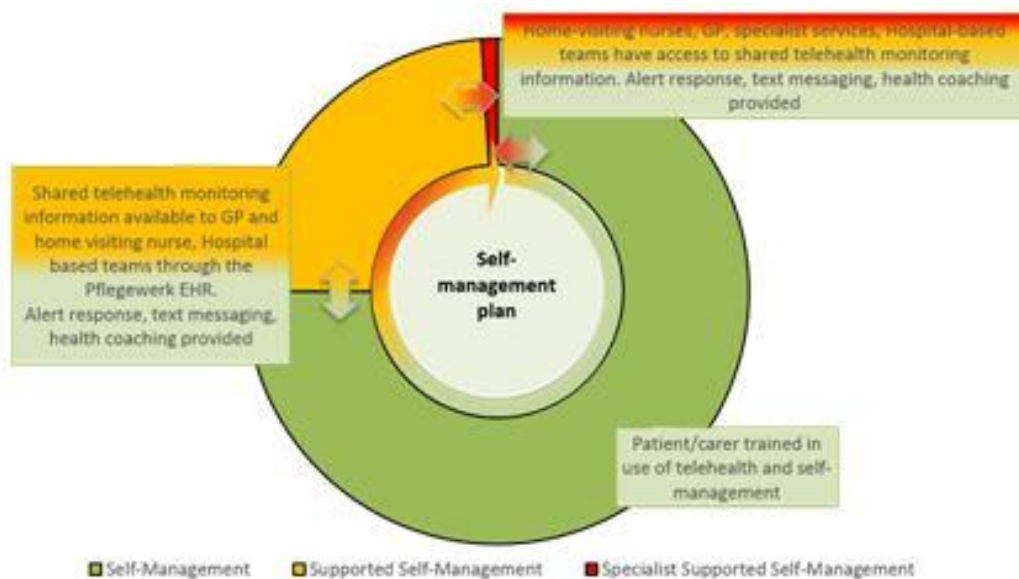 Home-visiting nurses, GP, specialist services, Hospital-based
teams have access to shared telehealth monitoring
information. Alert response, text messaging, health coaching
provided
Shared telehealth monitoring
information available to GP and
home visiting nurse, Hospital
based teams through the
Pflegewerk EHR.
Alert response, text messaging,
health coaching provided
Self-
management
plan
Patient/carer trained in
use of telehealth and self-
management
Self-Management
Supported Self-Management
Specialist Supported Self-Management